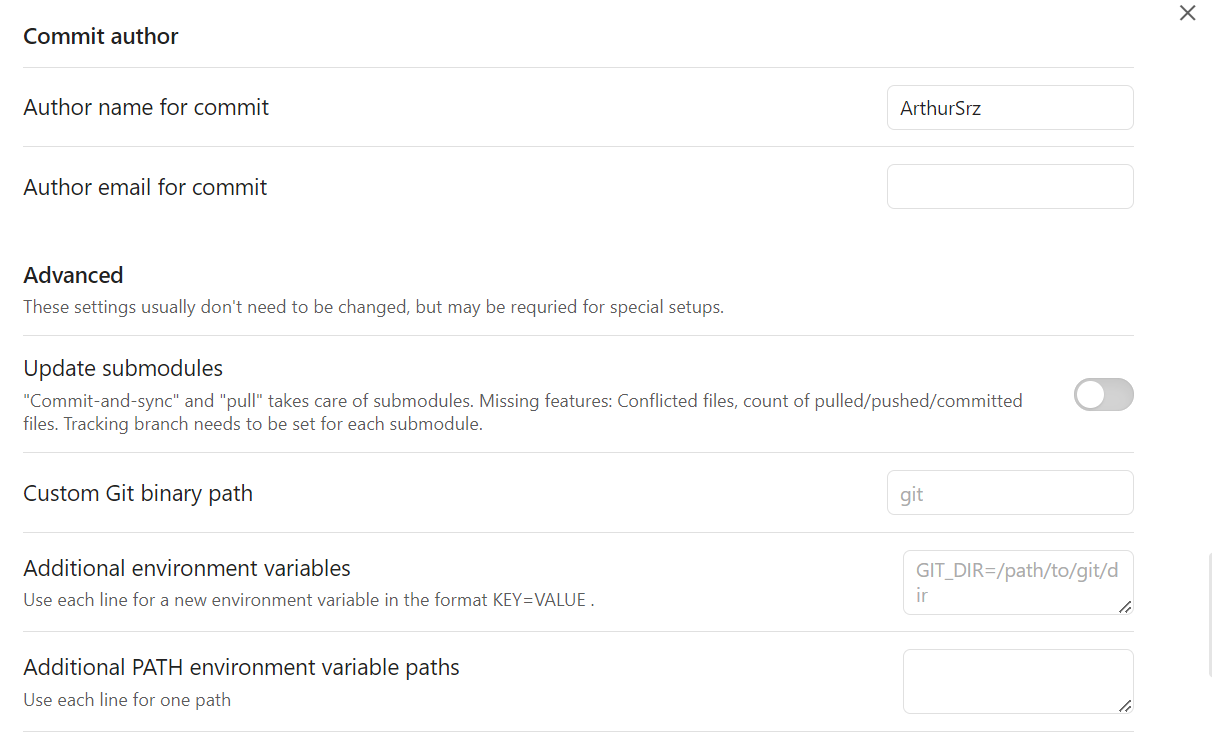 Commit author
Author name for commit
ArthurSrz
Author email for commit
Advanced
These settings usually don't need to be changed, but may be requried for special setups.
Update submodules
"Commit-and-sync" and "pull" takes care of submodules. Missing features: Conflicted files, count of pulled/pushed/committed
files. Tracking branch needs to be set for each submodule.
Custom Git binary path
git
Additional environment variables
Use each line for a new environment variable in the format KEY=VALUE .
GIT_DIR=/path/to/git/d
ir
Additional PATH environment variable paths
Use each line for one path